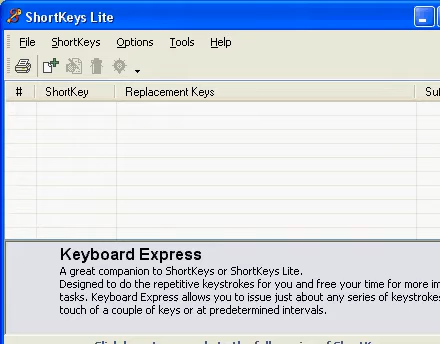 ShortKeys Lite
File ShortKeys Options Tools Help
# ShortKey Replacement Keys
Keyboard Express
A great companion to ShortKeys or ShortKeys Lite.
Designed to do the repetitive keystrokes for you and free your time for more
tasks. Keyboard Express allows you to issue just about any series of keystrokes
touch of a couple of keys or at predetermined intervals.